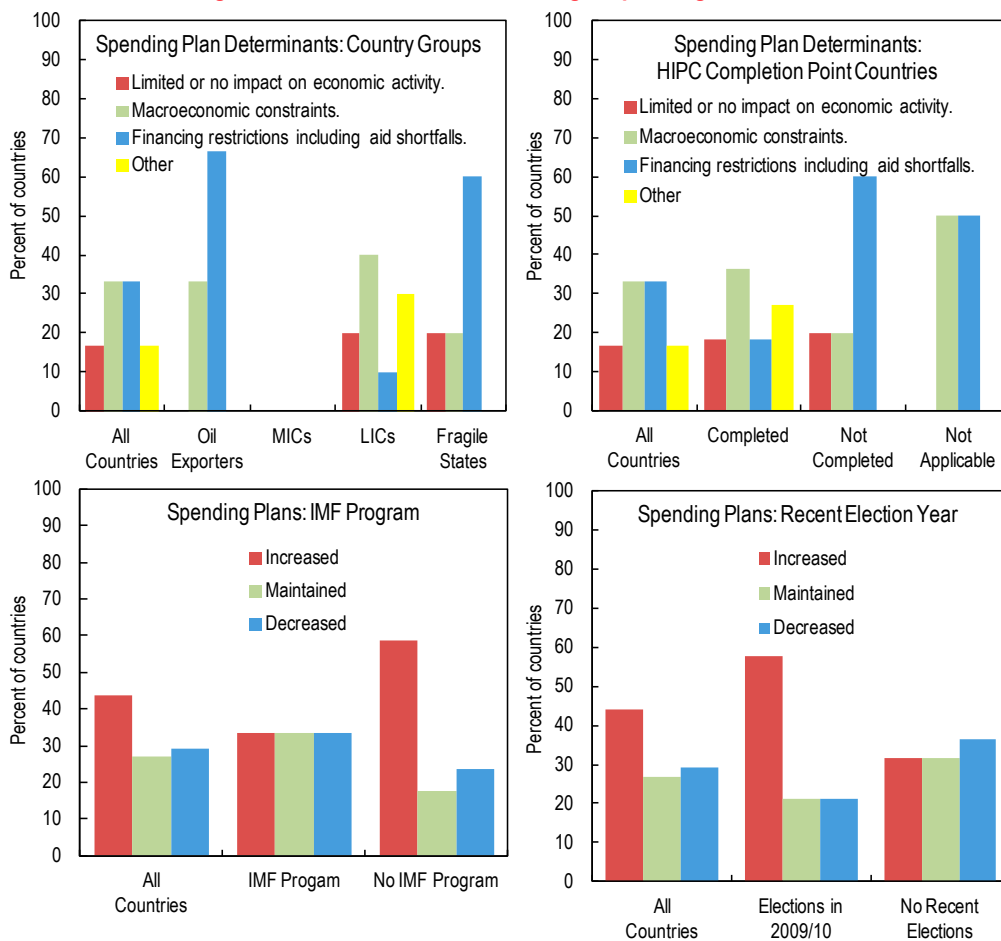 Spending Plan Determinants: Country Groups
Limited or no impact on economic activity.
Macroeconomic constraints.
Financing restrictions including aid shortfalls.
Other
Percent of countries
100
90
80
70
60
50
40
30
20
10
0
All Countries
Oil Exporters
MICs
LICs
Fragile States
Spending Plan Determinants:
HIPC Completion Point Countries
Limited or no impact on economic activity.
Macroeconomic constraints.
Financing restrictions including aid shortfalls.
Other
Percent of countries
100
90
80
70
60
50
40
30
20
10
0
All Countries
Completed
Not Completed
Not Applicable
Spending Plans: IMF Program
Increased
Maintained
Decreased
Percent of countries
100
90
80
70
60
50
40
30
20
10
0
All Countries
IMF Progam
No IMF Program
Spending Plans: Recent Election Year
Increased
Maintained
Decreased
Percent of countries
100
90
80
70
60
50
40
30
20
10
0
All Countries
Elections in 2009/10
No Recent Elections